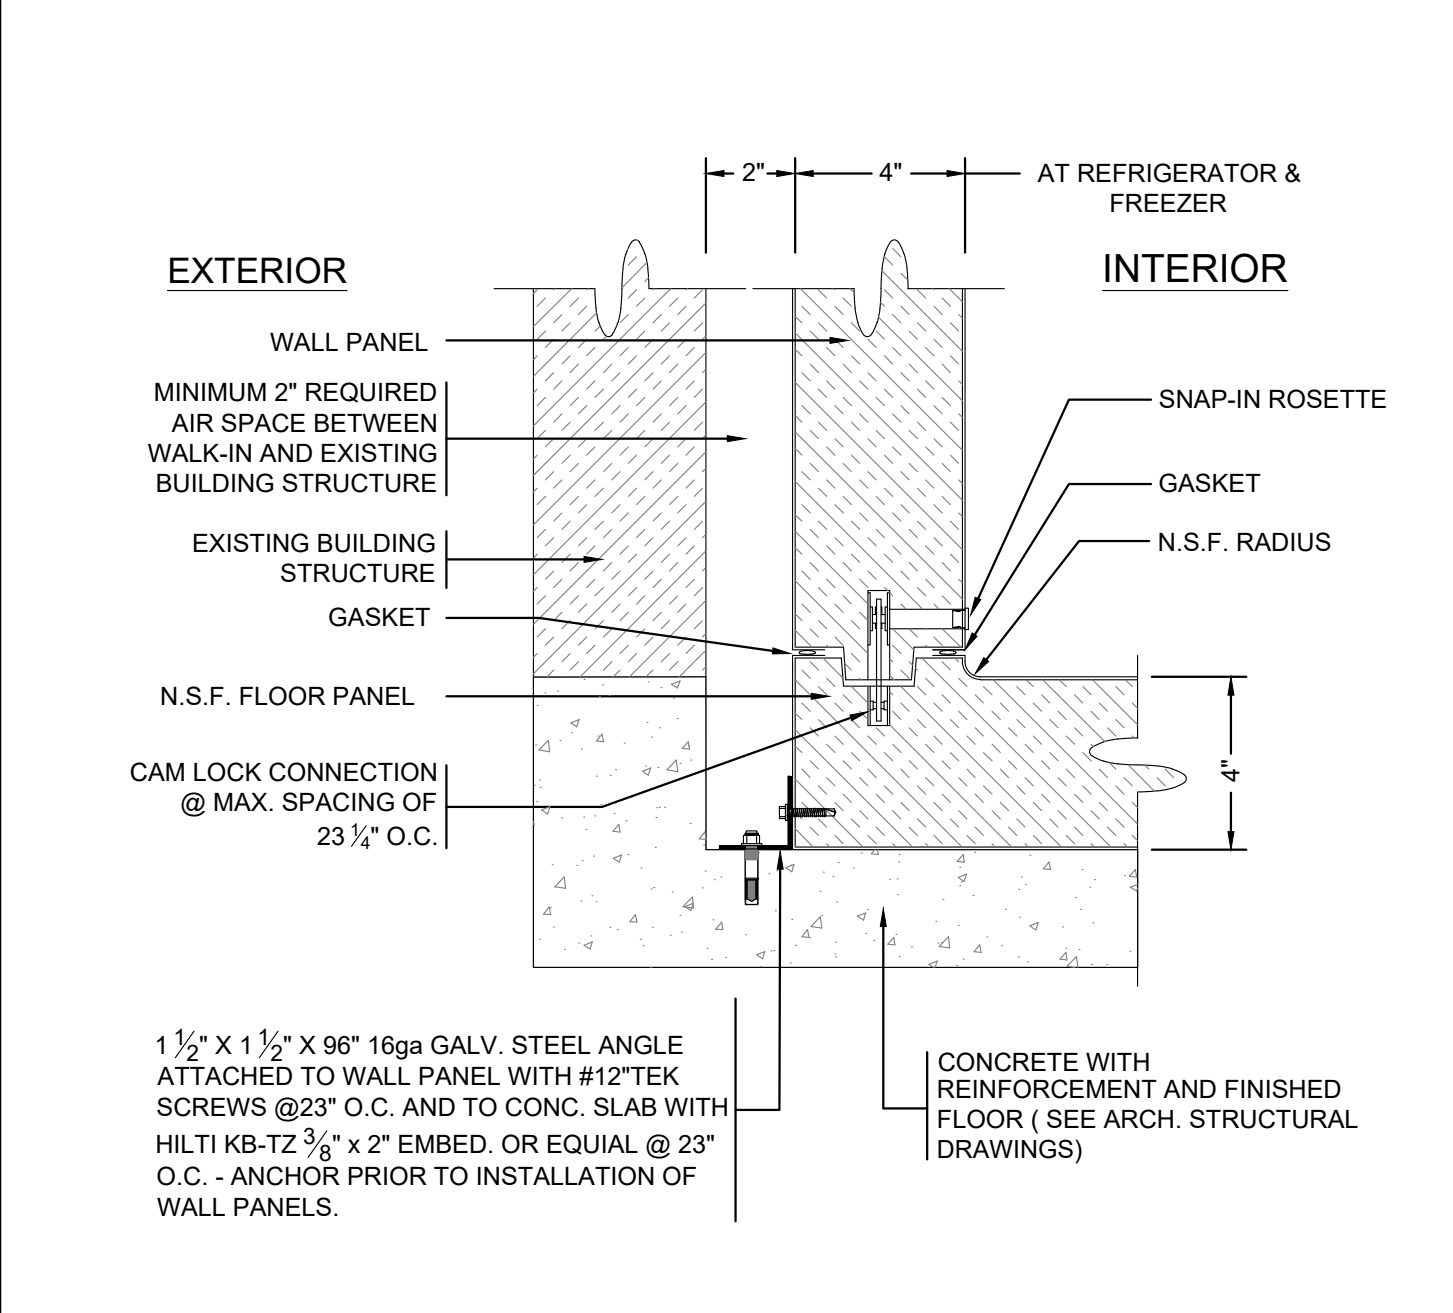 2"
4"
AT REFRIGERATOR &
FREEZER
EXTERIOR
INTERIOR
WALL PANEL
MINIMUM 2" REQUIRED
AIR SPACE BETWEEN
WALK-IN AND EXISTING
BUILDING STRUCTURE
SNAP-IN ROSETTE
GASKET
N.S.F. RADIUS
EXISTING BUILDING
STRUCTURE
GASKET
N.S.F. FLOOR PANEL
4"
CAM LOCK CONNECTION
@ MAX. SPACING OF
23 1/4" O.C.
1 1/2" X 1 1/2" X 96" 16ga GALV. STEEL ANGLE
ATTACHED TO WALL PANEL WITH #12"TEK
SCREWS @23" O.C. AND TO CONC. SLAB WITH
HILTI KB-TZ 3/8" x 2" EMBED. OR EQUIAL @ 23"
O.C. - ANCHOR PRIOR TO INSTALLATION OF
WALL PANELS.
CONCRETE WITH
REINFORCEMENT AND FINISHED
FLOOR ( SEE ARCH. STRUCTURAL
DRAWINGS)